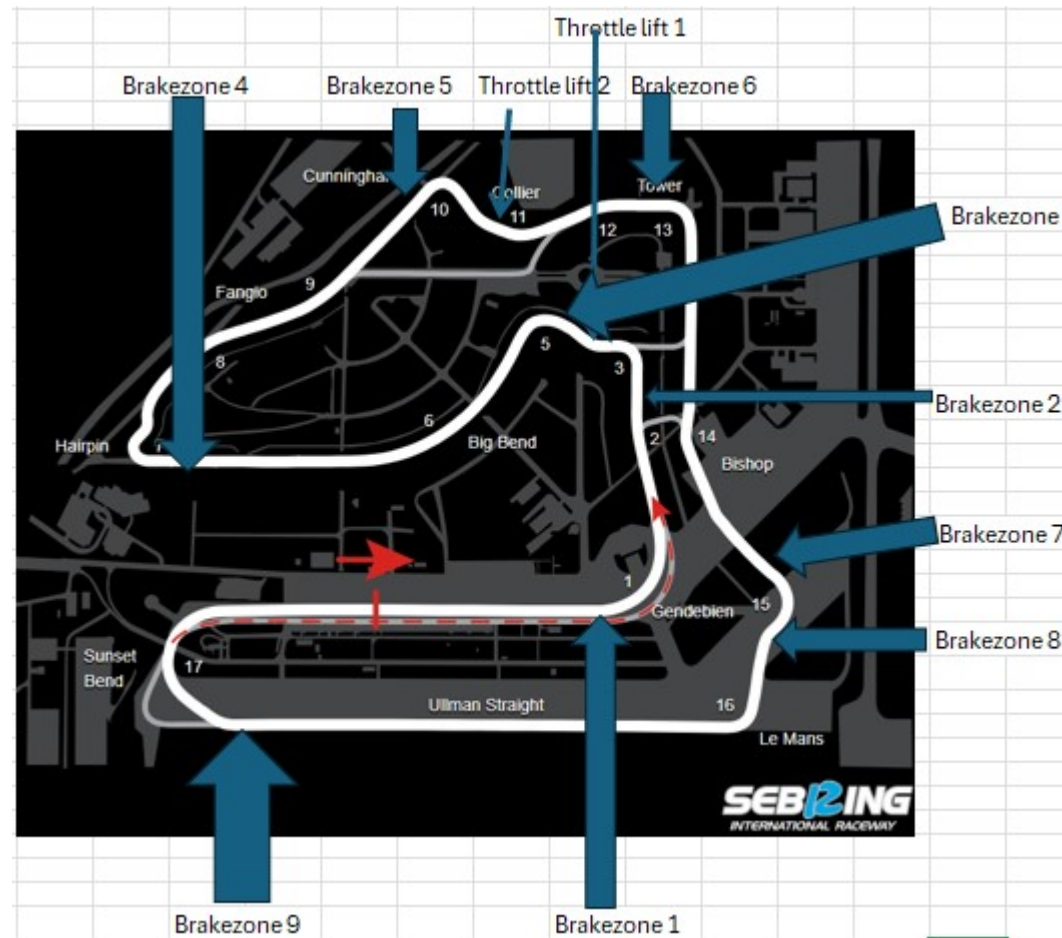 Throttle lift 1
Brakezone 4
Brakezone 5
Throttle lift 2
Brakezone 6
Cunningha
Collier
Tower
10
11
12
13
Brakezone
9
Fangio
8
5
3
Brakezone 2
6
Hairpin
7
Big Bend
2
14
Bishop
Brakezone 7
1
15
Gendebien
Brakezone 8
Sunset
Bend
17
Ullman Straight
16
Le Mans
SEB12ING
INTERNATIONAL RACEWAY
Brakezone 9
Brakezone 1